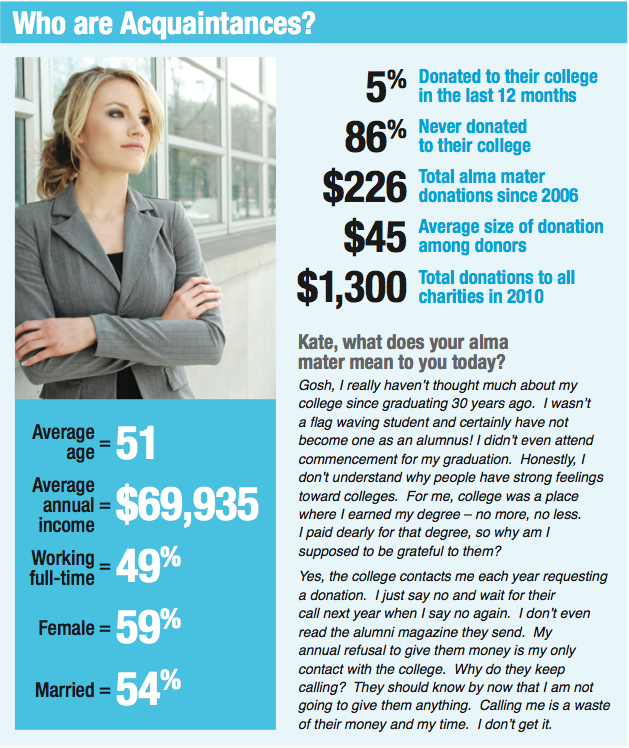 Who are Acquaintances?
5% Donated to their college
in the last 12 months
86% Never donated
to their college
$226 Total alma mater
donations since 2006
$45 Average size of donation
among donors
$1,300 Total donations to all
charities in 2010
Kate, what does your alma
mater mean to you today?
Gosh, I really haven't thought much about my
college since graduating 30 years ago.  I wasn't
a flag waving student and certainly have not
become one as an alumnus! I didn't even attend
commencement for my graduation.  Honestly, I
don't understand why people have strong feelings
toward colleges.  For me, college was a place
where I earned my degree – no more, no less.
I paid dearly for that degree, so why am I
supposed to be grateful to them?
Yes, the college contacts me each year requesting
a donation.  I just say no and wait for their
call next year when I say no again.  I don't even
read the alumni magazine they send.  My
annual refusal to give them money is my only
contact with the college.  Why do they keep
calling?  They should know by now that I am not
going to give them anything.  Calling me is a waste
of their money and my time.  I don't get it.
Average
age = 51
Average
annual
income = $69,935
Working
full-time = 49%
Female = 59%
Married = 54%